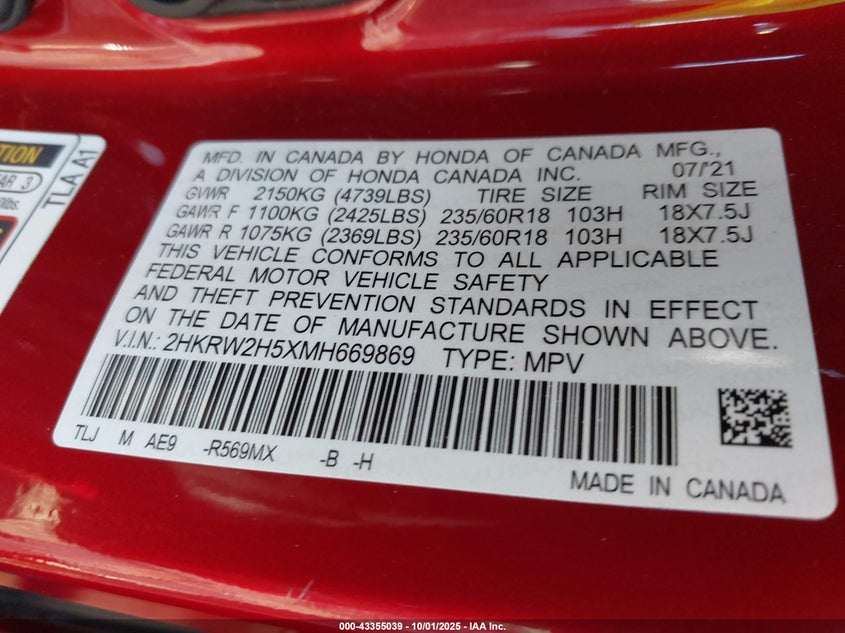 TION
AR 3
lbs.
TLA A1
MFD. IN CANADA BY HONDA OF CANADA MFG.,
A DIVISION OF HONDA CANADA INC. 07/'21
GVWR 2150KG (4739LBS) TIRE SIZE RIM SIZE
GAWR F 1100KG (2425LBS) 235/60R18 103H 18X7.5J
GAWR R 1075KG (2369LBS) 235/60R18 103H 18X7.5J
THIS VEHICLE CONFORMS TO ALL APPLICABLE
FEDERAL MOTOR VEHICLE SAFETY
AND THEFT PREVENTION STANDARDS IN EFFECT
ON THE DATE OF MANUFACTURE SHOWN ABOVE.
V.I.N.: 2HKRW2H5XMH669869 TYPE: MPV
TLJ M AE9 -R569MX -B -H
MADE IN CANADA
000-43355039 - 10/01/2025 - IAA Inc.